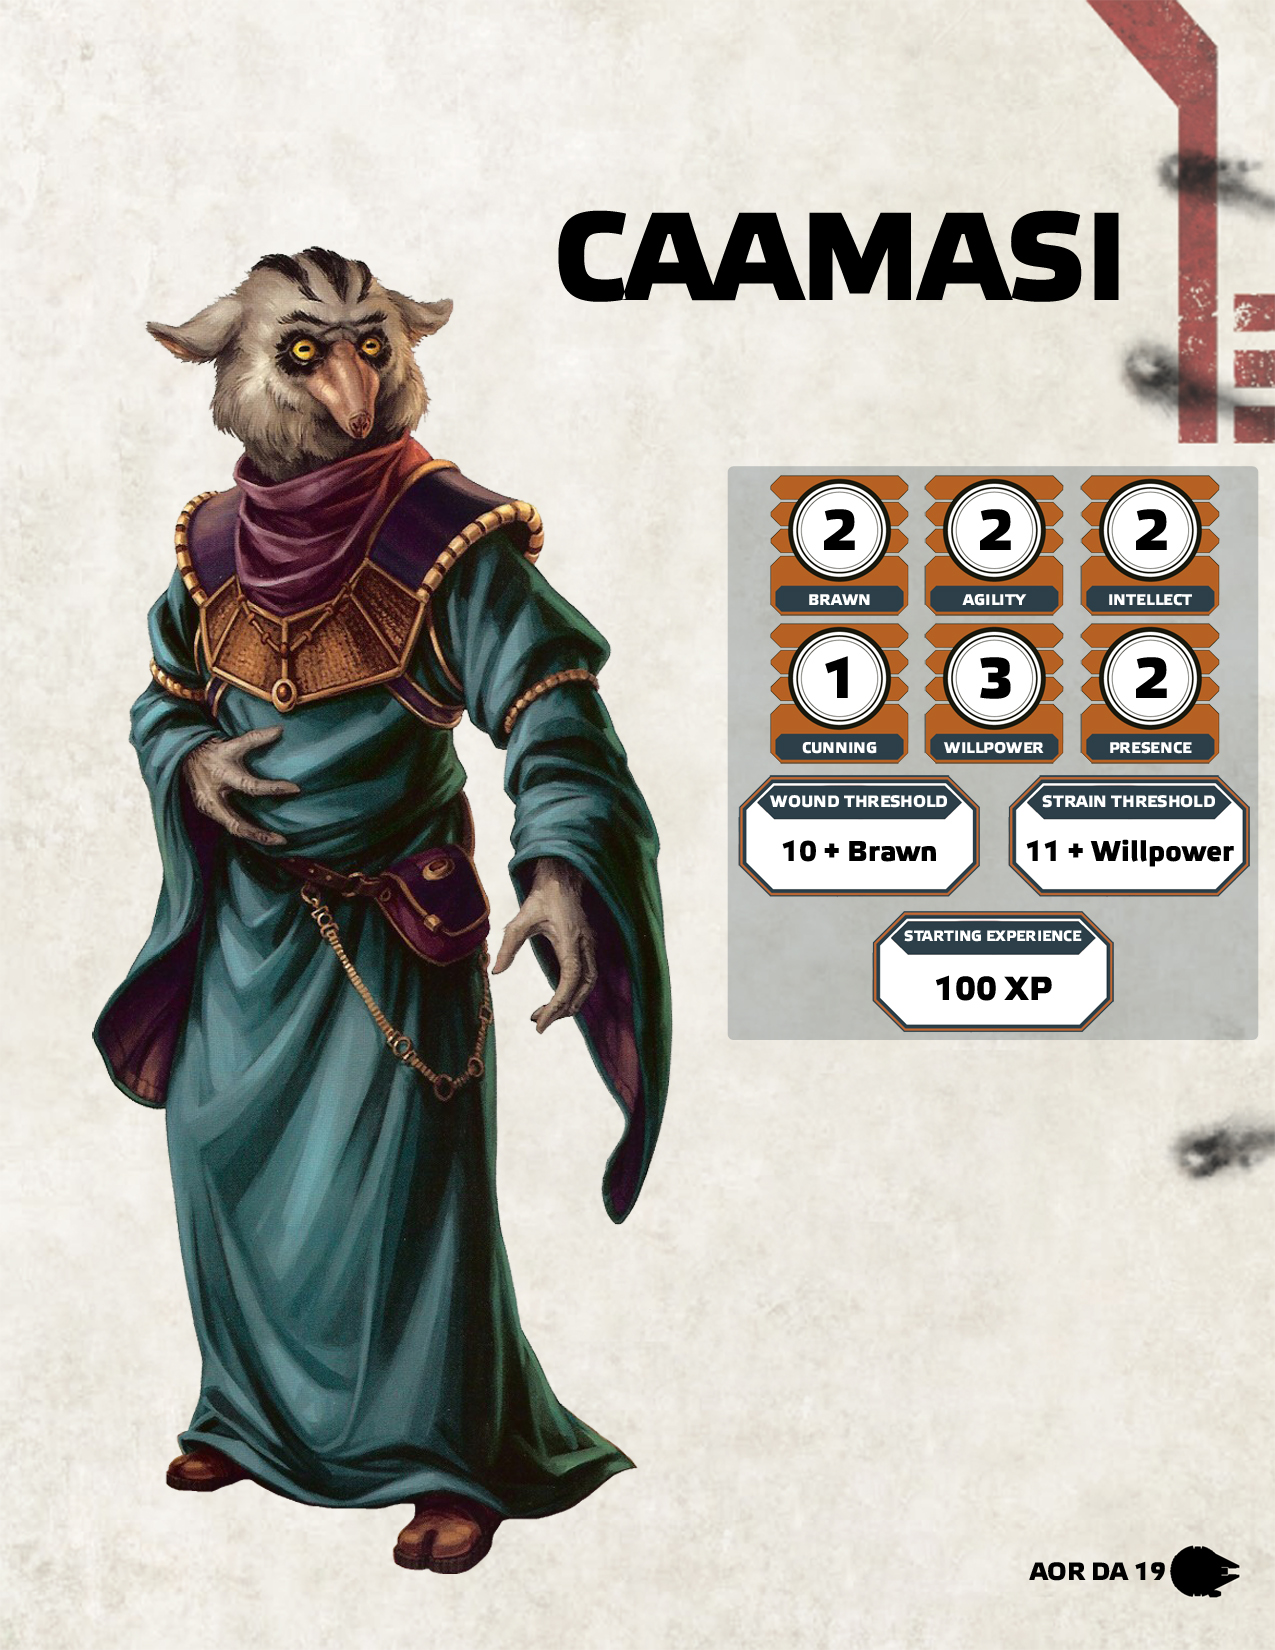 CAAMASI
2 2 2
BRAWN AGILITY INTELLECT
1 3 2
CUNNING WILLPOWER PRESENCE
WOUND THRESHOLD STRAIN THRESHOLD
10 + Brawn 11 + Willpower
STARTING EXPERIENCE
100 XP
AOR DA 19